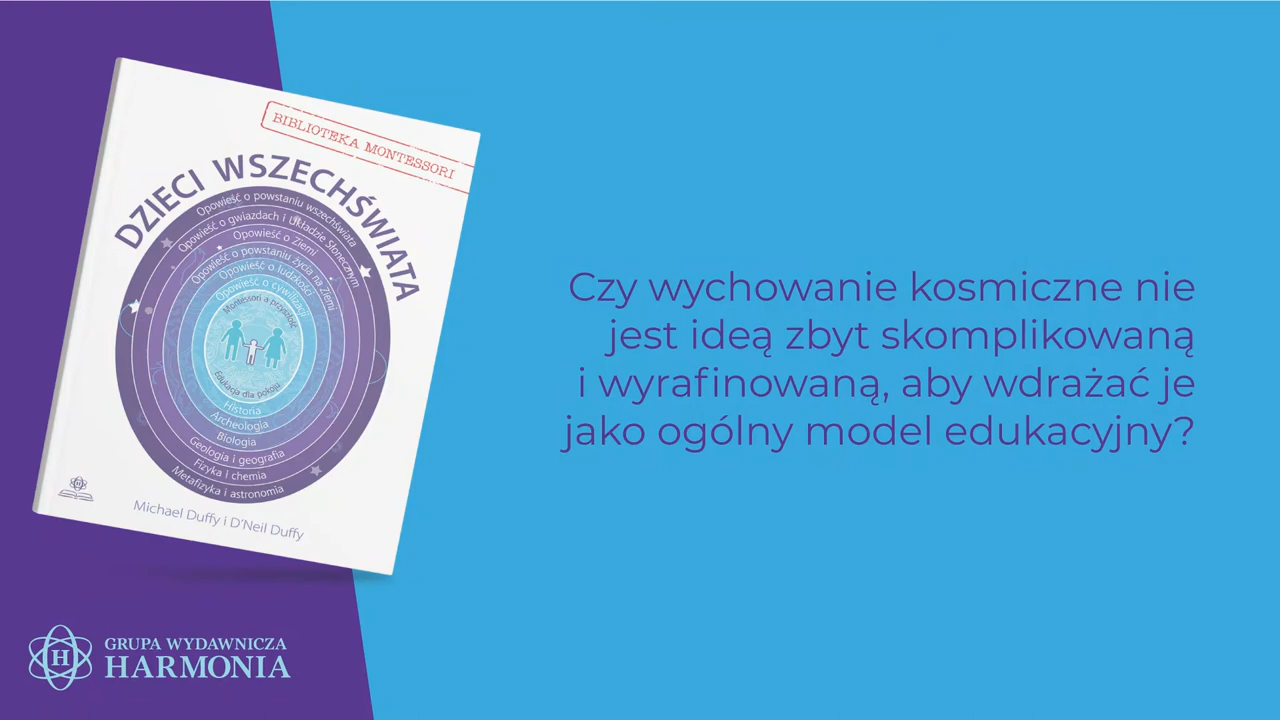 BIBLIOTEKA MONTESSORI
DZIECI WSZECHŚWIATA
Opowieść o powstaniu wszechświata
Opowieść o gwiazdach i Układzie Słonecznym
Opowieść o Ziemi
Opowieść o powstaniu życia na Ziemi
Opowieść o ludzkości
Opowieść o cywilizacji
Montessori a przyszłość
Edukacja dla pokoju
Historia
Archeologia
Biologia
Geologia i geografia
Fizyka i chemia
Metafizyka i astronomia
Michael Duffy i D'Neil Duffy
Czy wychowanie kosmiczne nie
jest ideą zbyt skomplikowaną
i wyrafinowaną, aby wdrażać je
jako ogólny model edukacyjny?
H
GRUPA WYDAWNICZA
HARMONIA